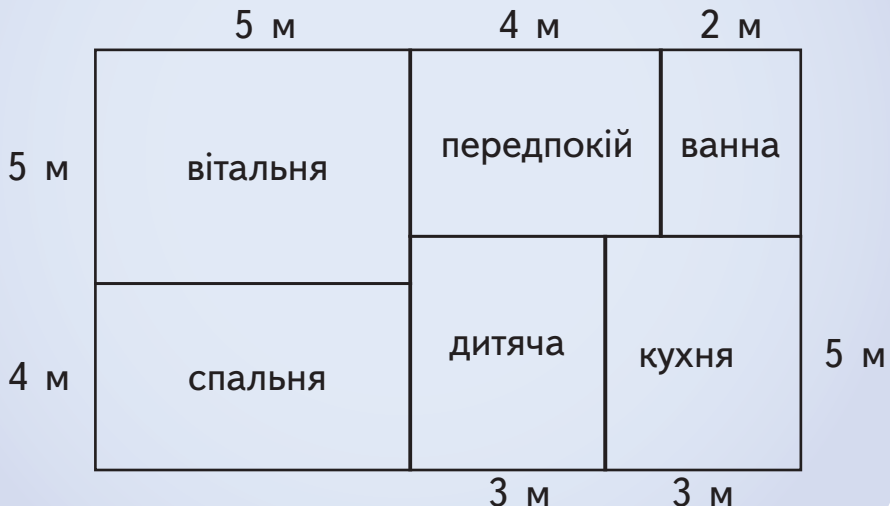 5 м 4 м 2 м
5 м
вітальня
передпокій
ванна
4 м
спальня
дитяча
кухня
5 м
3 м 3 м